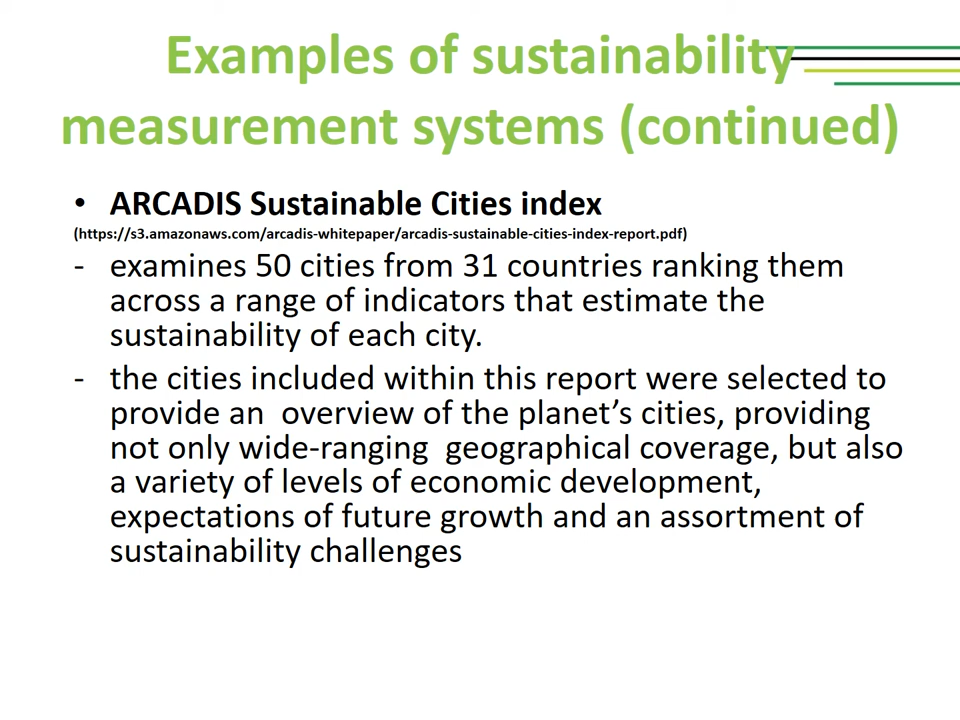 Examples of sustainability
measurement systems (continued)
• ARCADIS Sustainable Cities index
(https://s3.amazonaws.com/arcadis-whitepaper/arcadis-sustainable-cities-index-report.pdf)
- examines 50 cities from 31 countries ranking them
across a range of indicators that estimate the
sustainability of each city.
- the cities included within this report were selected to
provide an  overview of the planet’s cities, providing
not only wide-ranging  geographical coverage, but also
a variety of levels of economic development,
expectations of future growth and an assortment of
sustainability challenges